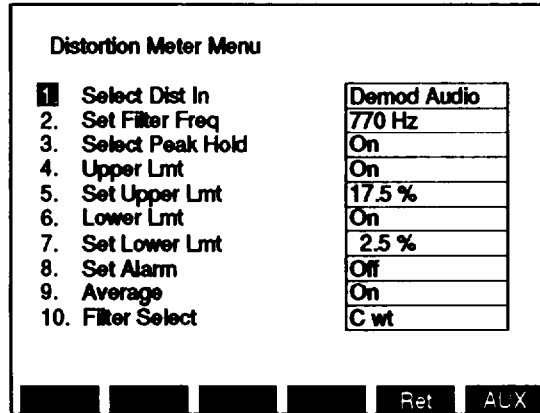 Distortion Meter Menu
1. Select Dist In Demod Audio
2. Set Filter Freq 770 Hz
3. Select Peak Hold On
4. Upper Lmt On
5. Set Upper Lmt 17.5 %
6. Lower Lmt On
7. Set Lower Lmt 2.5 %
8. Set Alarm Off
9. Average On
10. Filter Select C wt
Ret AUX